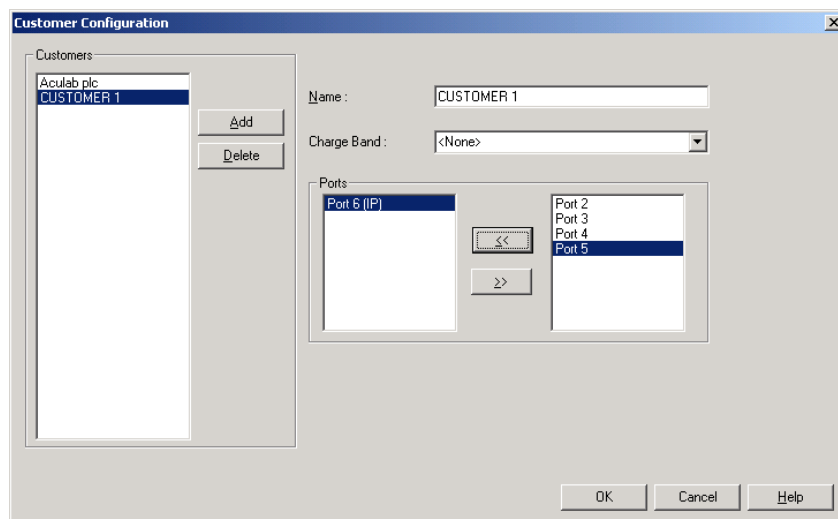 Customer Configuration
Customers
Aculab plc
CUSTOMER 1
Add
Delete
Name :
CUSTOMER 1
Charge Band :
<None>
Ports
Port 6 (IP)
<<
>>
Port 2
Port 3
Port 4
Port 5
OK
Cancel
Help